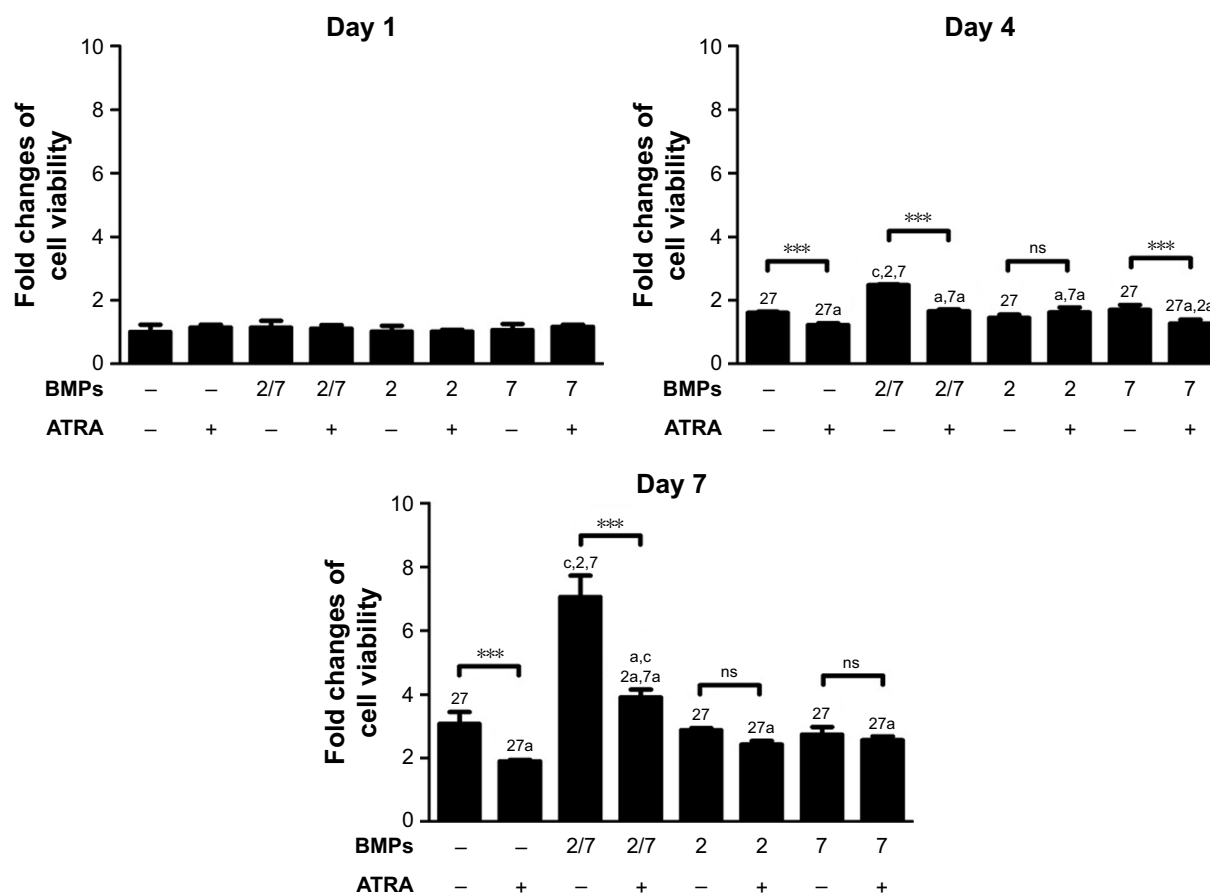 Day 1
Fold changes of
cell viability
10
8
6
4
2
0
BMPs – – 2/7 2/7 2 2 7 7
ATRA – + – + – + – +
Day 4
Fold changes of
cell viability
10
8
6
4
2
0
*** *** ns ***
27 27a c,2,7 a,7a 27 a,7a 27 27a,2a
BMPs – – 2/7 2/7 2 2 7 7
ATRA – + – + – + – +
Day 7
Fold changes of
cell viability
10
8
6
4
2
0
*** *** ns ns
27 27a c,2,7 a,c
2a,7a 27 27a 27 27a
BMPs – – 2/7 2/7 2 2 7 7
ATRA – + – + – + – +